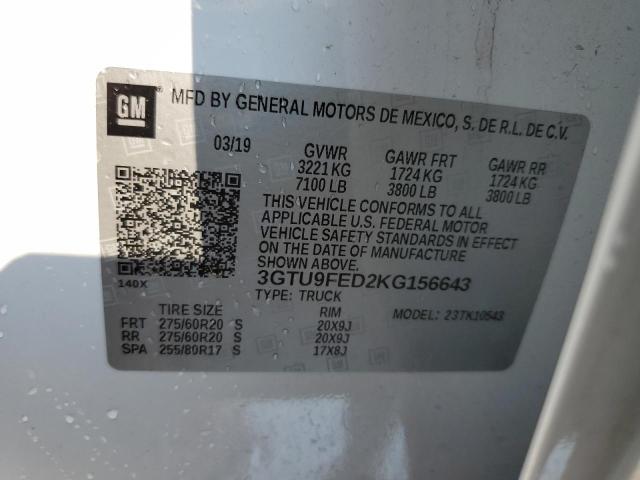 GM MFD BY GENERAL MOTORS DE MEXICO, S. DE R.L. DE C.V.
03/19 GVWR GAWR FRT GAWR RR
3221 KG 1724 KG 1724 KG
7100 LB 3800 LB 3800 LB
THIS VEHICLE CONFORMS TO ALL
APPLICABLE U.S. FEDERAL MOTOR
VEHICLE SAFETY STANDARDS IN EFFECT
ON THE DATE OF MANUFACTURE
SHOWN ABOVE.
140X 3GTU9FED2KG156643
TYPE: TRUCK MODEL: 23TK10543
TIRE SIZE RIM
FRT 275/60R20 S 20X9J
RR 275/60R20 S 20X9J
SPA 255/80R17 S 17X8J